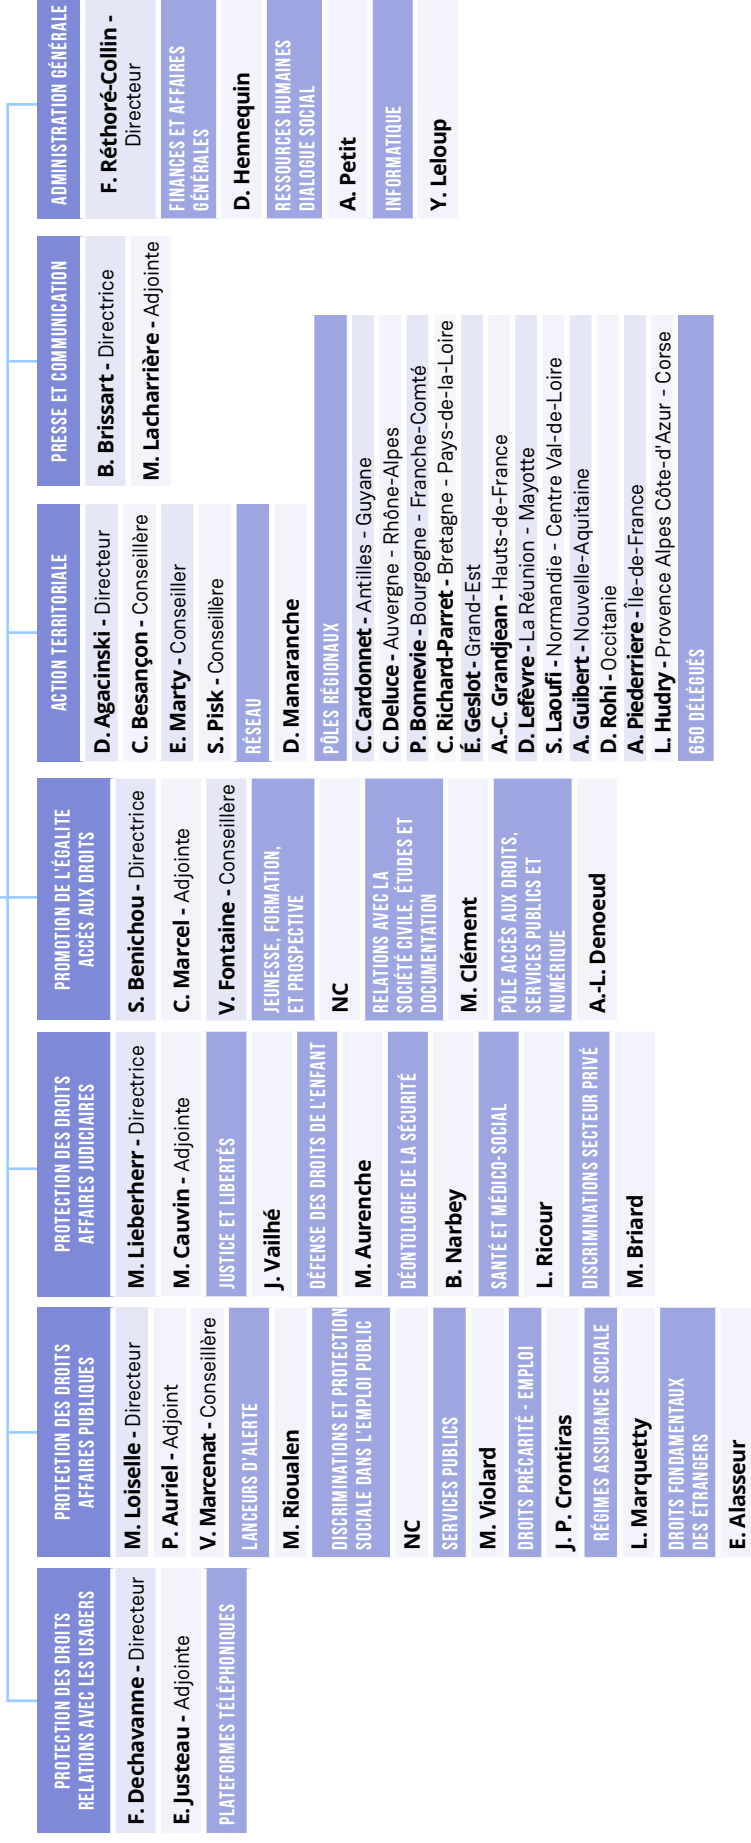 PROTECTION DES DROITS
RELATIONS AVEC LES USAGERS
F. Dechavanne - Directeur
E. Justeau - Adjointe
PLATEFORMES TÉLÉPHONIQUES
PROTECTION DES DROITS
AFFAIRES PUBLIQUES
M. Loiselle - Directeur
P. Auriel - Adjoint
V. Marcenat - Conseillère
LANCEURS D'ALERTE
M. Rioualen
DISCRIMINATIONS ET PROTECTION
SOCIALE DANS L'EMPLOI PUBLIC
NC
SERVICES PUBLICS
M. Violard
DROITS PRÉCARITÉ - EMPLOI
J. P. Crontiras
RÉGIMES ASSURANCE SOCIALE
L. Marquetty
DROITS FONDAMENTAUX
DES ÉTRANGERS
E. Alasseur
PROTECTION DES DROITS
AFFAIRES JUDICIAIRES
M. Lieberherr - Directrice
M. Cauvin - Adjointe
JUSTICE ET LIBERTÉS
J. Vailhé
DÉFENSE DES DROITS DE L'ENFANT
M. Aurenche
DÉONTOLOGIE DE LA SÉCURITÉ
B. Narbey
SANTÉ ET MÉDICO-SOCIAL
L. Ricour
DISCRIMINATIONS SECTEUR PRIVÉ
M. Briard
PROMOTION DE L'ÉGALITE
ACCÈS AUX DROITS
S. Benichou - Directrice
C. Marcel - Adjointe
V. Fontaine - Conseillère
JEUNESSE, FORMATION,
ET PROSPECTIVE
NC
RELATIONS AVEC LA
SOCIÉTÉ CIVILE, ÉTUDES ET
DOCUMENTATION
M. Clément
PÔLE ACCÈS AUX DROITS,
SERVICES PUBLICS ET
NUMÉRIQUE
A.-L. Denoeud
ACTION TERRITORIALE
D. Agacinski - Directeur
C. Besançon - Conseillère
E. Marty - Conseiller
S. Pisk - Conseillère
RÉSEAU
D. Manaranche
PÔLES RÉGIONAUX
C. Cardonnet - Antilles - Guyane
C. Deluce - Auvergne - Rhône-Alpes
P. Bonnevie - Bourgogne - Franche-Comté
C. Richard-Parret - Bretagne - Pays-de-la-Loire
É. Geslot - Grand-Est
A.-C. Grandjean - Hauts-de-France
D. Lefèvre - La Réunion - Mayotte
S. Laoufi - Normandie - Centre Val-de-Loire
A. Guibert - Nouvelle-Aquitaine
D. Rohi - Occitanie
A. Piederriere - Île-de-France
L. Hudry - Provence Alpes Côte-d'Azur - Corse
650 DÉLÉGUÉS
PRESSE ET COMMUNICATION
B. Brissart - Directrice
M. Lacharrière - Adjointe
ADMINISTRATION GÉNÉRALE
F. Réthoré-Collin -
Directeur
FINANCES ET AFFAIRES
GÉNÉRALES
D. Hennequin
RESSOURCES HUMAINES
DIALOGUE SOCIAL
A. Petit
INFORMATIQUE
Y. Leloup